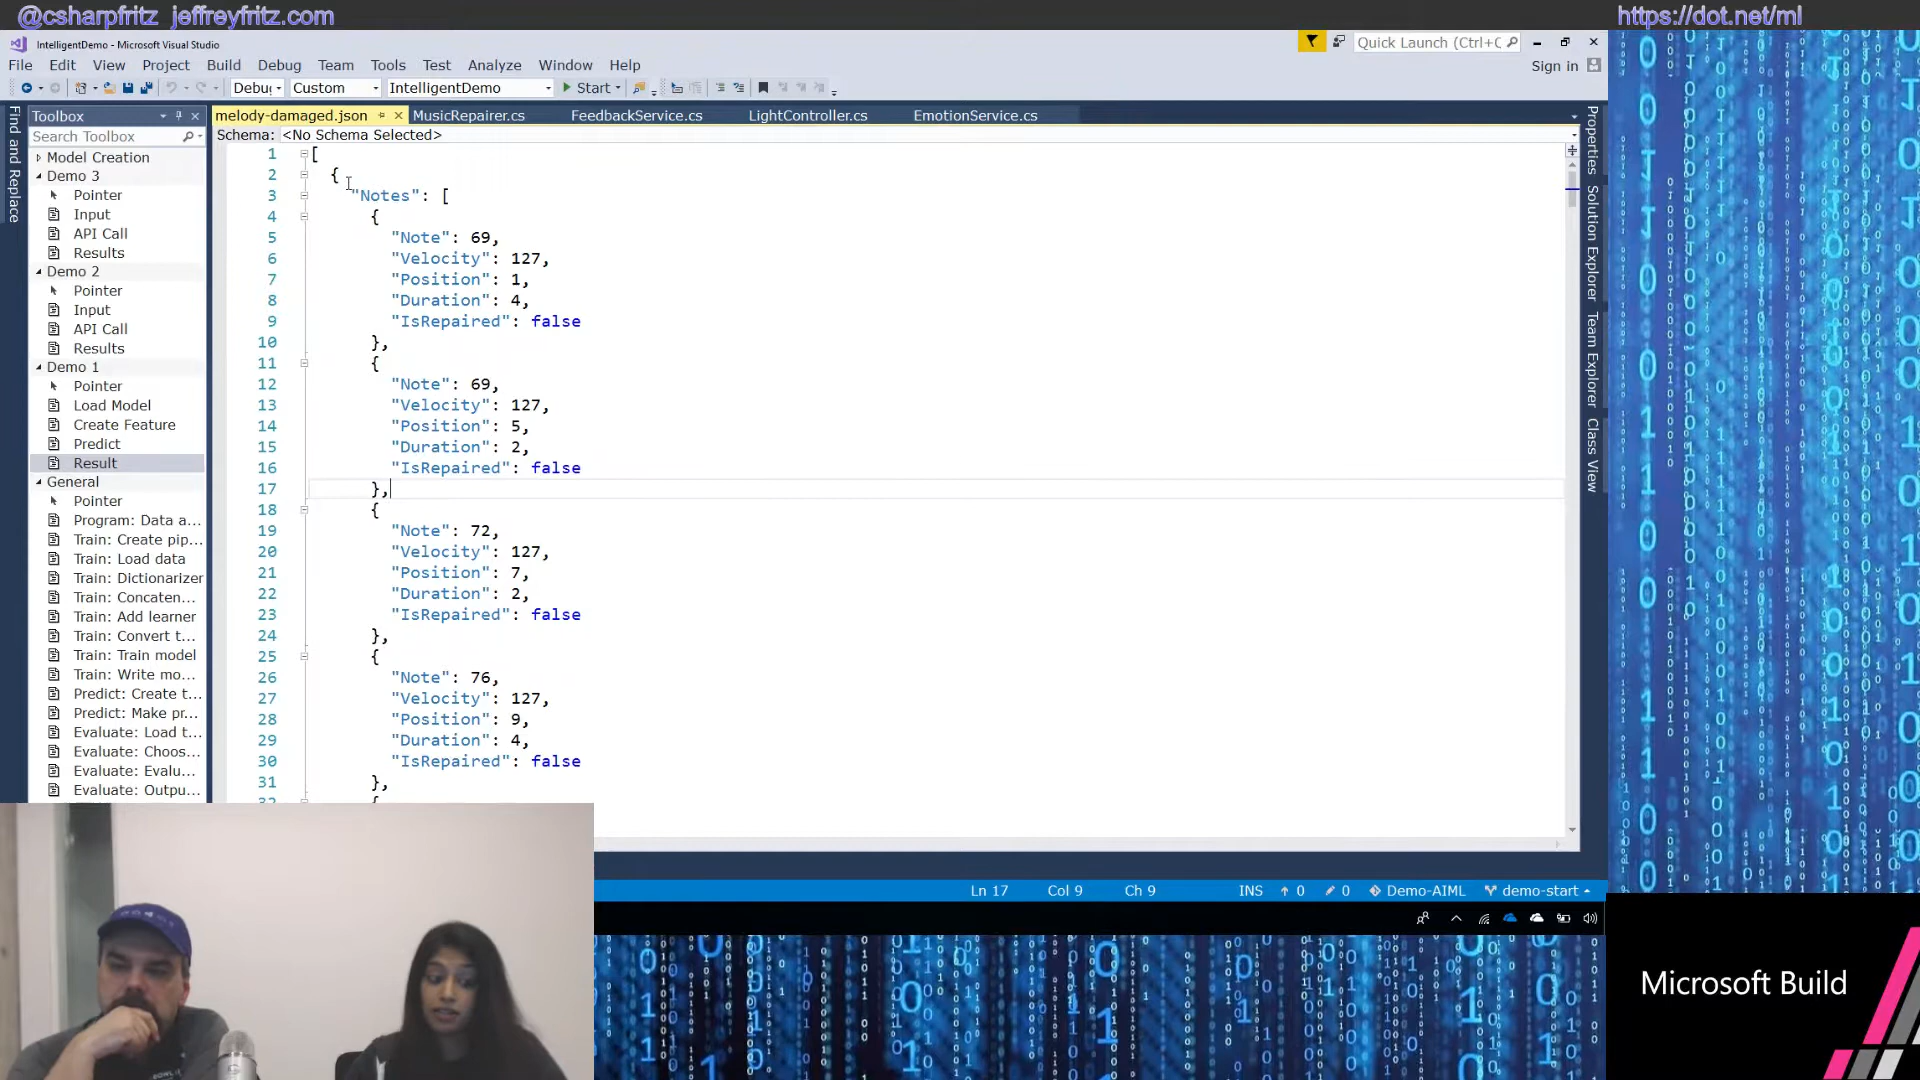 @csharpfritz jeffreyfritz.com
https://dot.net/ml
IntelligentDemo - Microsoft Visual Studio
Quick Launch (Ctrl+Q
File Edit View Project Build Debug Team Tools Test Analyze Window Help
Sign in
Debug Custom IntelligentDemo Start
Find and Replace
Toolbox
Search Toolbox
Model Creation
Demo 3
Pointer
Input
API Call
Results
Demo 2
Pointer
Input
API Call
Results
Demo 1
Pointer
Load Model
Create Feature
Predict
Result
General
Pointer
Program: Data a...
Train: Create pip...
Train: Load data
Train: Dictionarizer
Train: Concaten...
Train: Add learner
Train: Convert t...
Train: Train model
Train: Write mo...
Predict: Create t...
Predict: Make pr...
Evaluate: Load t...
Evaluate: Choos...
Evaluate: Evalu...
Evaluate: Outpu...
melody-damaged.json MusicRepairer.cs FeedbackService.cs LightController.cs EmotionService.cs
Schema: <No Schema Selected>
1 [
2 {
3 "Notes": [
4 {
5 "Note": 69,
6 "Velocity": 127,
7 "Position": 1,
8 "Duration": 4,
9 "IsRepaired": false
10 },
11 {
12 "Note": 69,
13 "Velocity": 127,
14 "Position": 5,
15 "Duration": 2,
16 "IsRepaired": false
17 },
18 {
19 "Note": 72,
20 "Velocity": 127,
21 "Position": 7,
22 "Duration": 2,
23 "IsRepaired": false
24 },
25 {
26 "Note": 76,
27 "Velocity": 127,
28 "Position": 9,
29 "Duration": 4,
30 "IsRepaired": false
31 },
32 {
Properties
Solution Explorer
Team Explorer
Class View
Ln 17 Col 9 Ch 9 INS 0 0 Demo-AIML demo-start
Microsoft Build